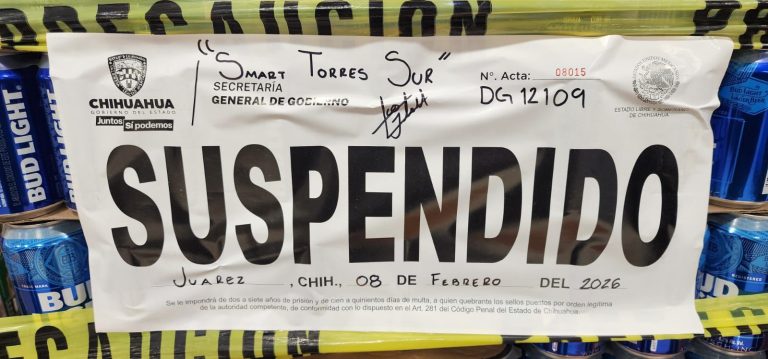 PRECAUCIÓN
"SMART TORRES SUR"
SECRETARÍA
GENERAL DE GOBIERNO
CHIHUAHUA
GOBIERNO DEL ESTADO
Juntos Sí podemos
Nº. Acta: 08015
DG 12109
ESTADO LIBRE Y SOBERANO
DE CHIHUAHUA
SUSPENDIDO
JUAREZ, CHIH., 08 DE FEBRERO DEL 2026
Se le impondrá de dos a siete años de prisión y de cien a quinientos días de multa, a quien quebrante los sellos puestos por orden legítima
de la autoridad competente, de conformidad con lo dispuesto en el Art. 281 del Código Penal del Estado de Chihuahua.
BUD LIGHT
BUD LIGHT
BUD
BUD
PRECAUCIÓN